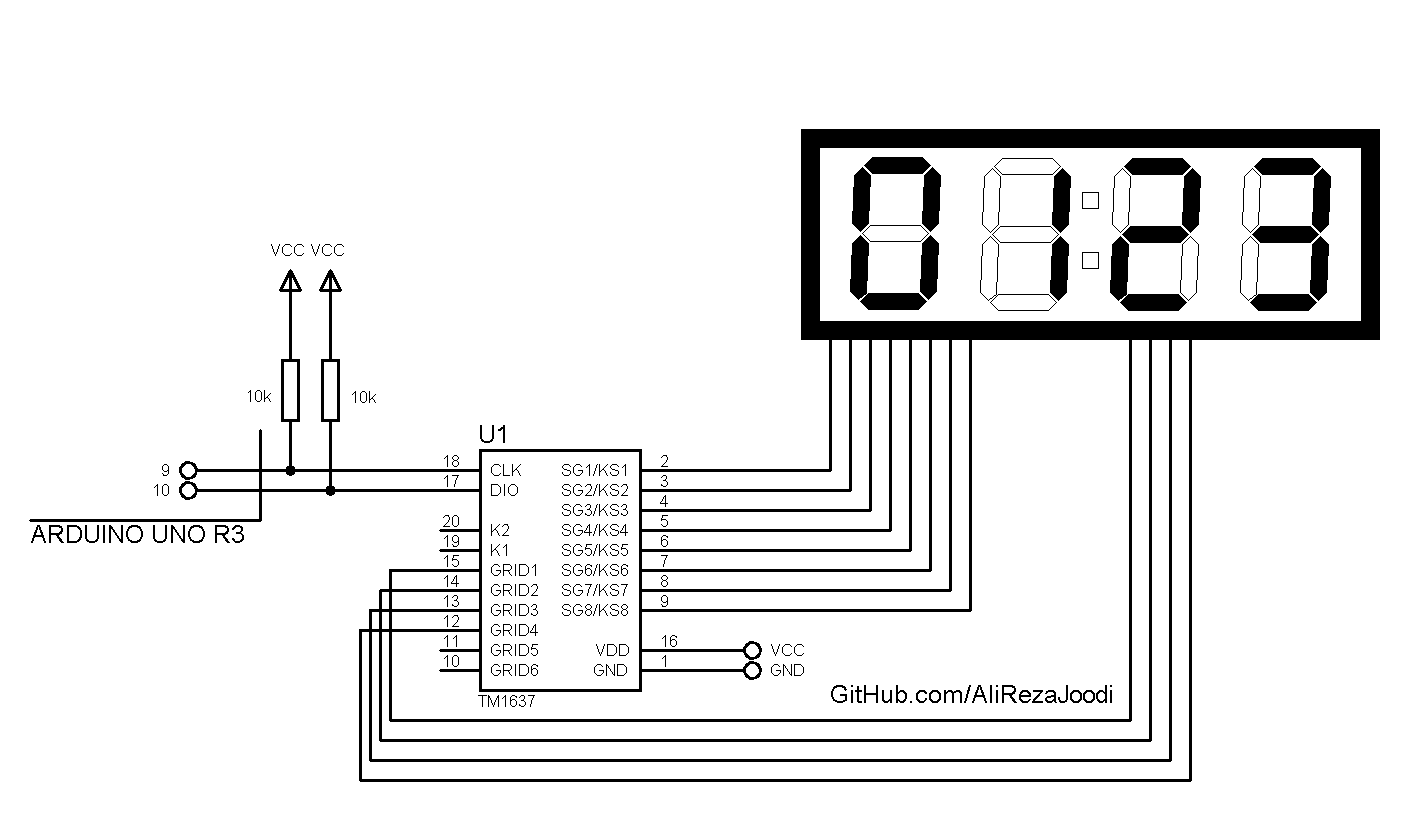 0123
VCC VCC
10k 10k
U1
9 18 CLK SG1/KS1 2
10 17 DIO SG2/KS2 3
SG3/KS3 4
ARDUINO UNO R3
20 K2 SG4/KS4 5
19 K1 SG5/KS5 6
15 GRID1 SG6/KS6 7
14 GRID2 SG7/KS7 8
13 GRID3 SG8/KS8 9
12 GRID4
11 GRID5 VDD 16 VCC
10 GRID6 GND 1 GND
TM1637
GitHub.com/AliRezaJoodi